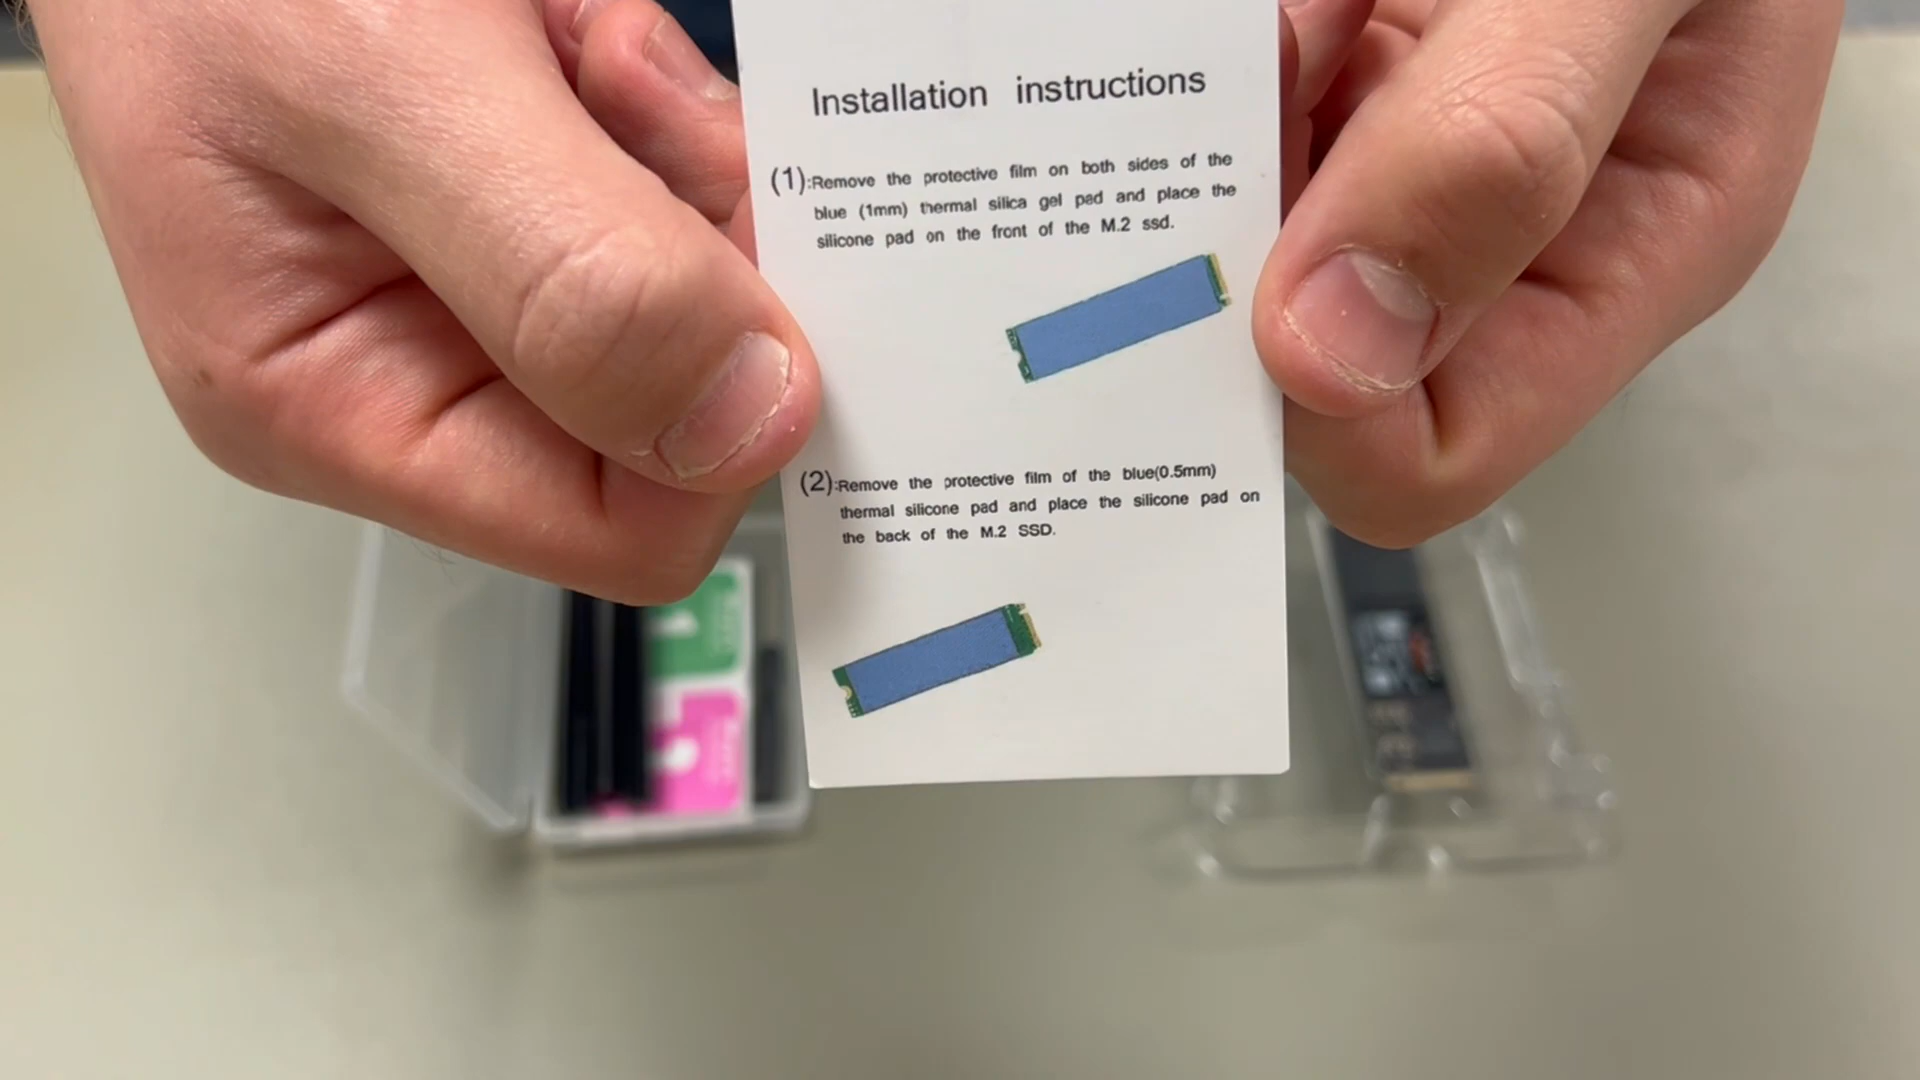 Installation instructions
(1):Remove the protective film on both sides of the
blue (1mm) thermal silica gel pad and place the
silicone pad on the front of the M.2 ssd.
(2):Remove the protective film of the blue(0.5mm)
thermal silicone pad and place the silicone pad on
the back of the M.2 SSD.
1